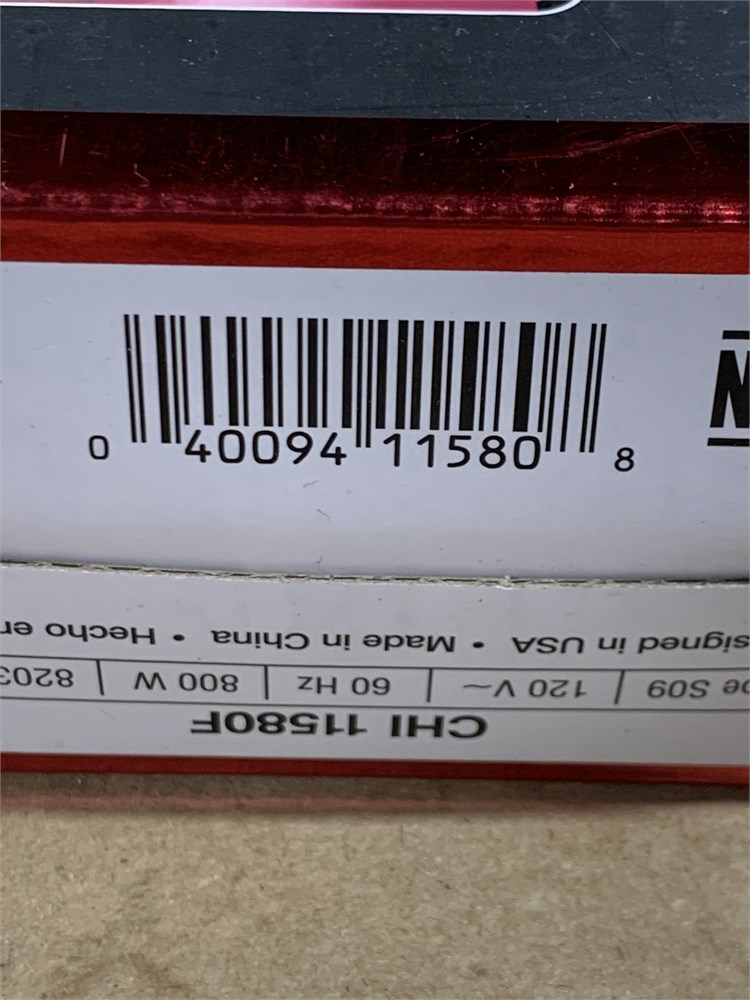 0 40094 11580 8
CHI 11580F
S09 | 120 V~ | 60 Hz | 800 W | 8203
signed in USA • Made in China • Hecho en